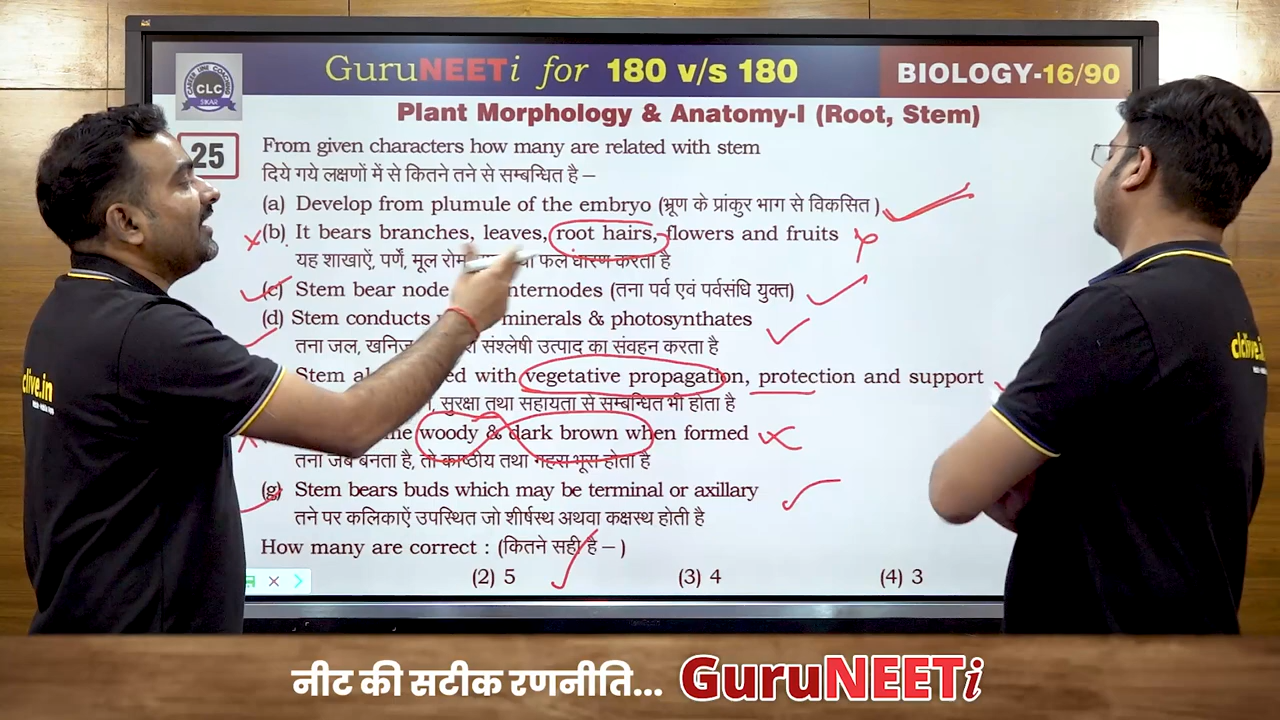 GuruNEETi for 180 v/s 180
BIOLOGY-16/90
CAREER LINE COACHING
CLC
SIKAR
Plant Morphology & Anatomy-I (Root, Stem)
25
From given characters how many are related with stem
दिये गये लक्षणों में से कितने तने से सम्बन्धित है –
(a) Develop from plumule of the embryo (भ्रूण के प्रांकुर भाग से विकसित)
(b) It bears branches, leaves, root hairs, flowers and fruits
यह शाखाऐं, पर्णे, मूल फल धारण करता है
(c) Stem bear node internodes (तना पर्व एवं पर्वसंधि युक्त)
(d) Stem conducts minerals & photosynthates
तना जल, खनिज संश्लेषी उत्पाद का संवहन करता है
Stem with vegetative propagation, protection and support
सुरक्षा तथा सहायता से सम्बन्धित भी होता है
woody & dark brown when formed
तना जब बनता है, तो काष्ठीय तथा गहरा भूरा होता है
(g) Stem bears buds which may be terminal or axillary
तने पर कलिकाऐं उपस्थित जो शीर्षस्थ अथवा कक्षस्थ होती है
How many are correct : (कितने सही है – )
(2) 5 (3) 4 (4) 3
clive.in
नीट की सटीक रणनीति... GuruNEETi